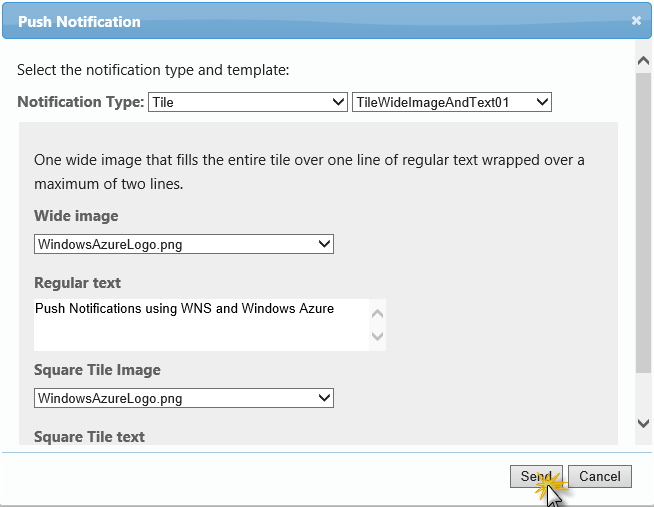 Push Notification
Select the notification type and template:
Notification Type: Tile TileWideImageAndText01
One wide image that fills the entire tile over one line of regular text wrapped over a
maximum of two lines.
Wide image
WindowsAzureLogo.png
Regular text
Push Notifications using WNS and Windows Azure
Square Tile Image
WindowsAzureLogo.png
Square Tile text
Send Cancel